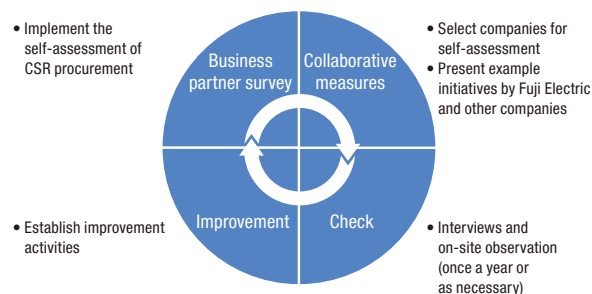 • Implement the
self-assessment of
CSR procurement
Business
partner survey
Collaborative
measures
• Select companies for
self-assessment
• Present example
initiatives by Fuji Electric
and other companies
• Establish improvement
activities
Improvement
Check
• Interviews and
on-site observation
(once a year or
as necessary)